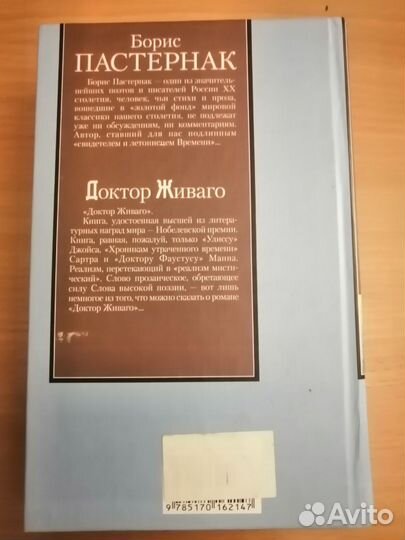 Борис
ПАСТЕРНАК
Борис Пастернак — один из значитель-
нейших поэтов и писателей России XX
столетия, человек, чьи стихи и проза,
вошедшие в «золотой фонд» мировой
классики нашего столетия, не подлежат
уже ни обсуждениям, ни комментариям.
Автор, ставший для нас подлинным
«свидетелем и летописцем Времени»...
Доктор Живаго
«Доктор Живаго».
Книга, удостоенная высшей из литера-
турных наград мира — Нобелевской премии.
Книга, равная, пожалуй, только «Улиссу»
Джойса, «Хроникам утраченного времени»
Сартра и «Доктору Фаустусу» Манна.
Реализм, перетекающий в «реализм мисти-
ческий». Слово прозаическое, обретающее
силу Слова высокой поэзии, — вот лишь
немногое из того, что можно сказать о романе
«Доктор Живаго»...
9 785170 162147
Avito